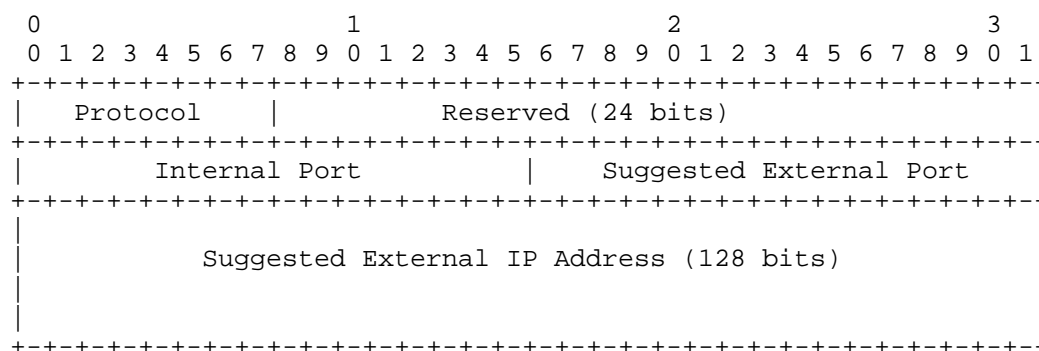 0                   1                   2                   3
 0 1 2 3 4 5 6 7 8 9 0 1 2 3 4 5 6 7 8 9 0 1 2 3 4 5 6 7 8 9 0 1
+-+-+-+-+-+-+-+-+-+-+-+-+-+-+-+-+-+-+-+-+-+-+-+-+-+-+-+-+-+-+-+-
|   Protocol    |          Reserved (24 bits)
+-+-+-+-+-+-+-+-+-+-+-+-+-+-+-+-+-+-+-+-+-+-+-+-+-+-+-+-+-+-+-+-
|        Internal Port          |    Suggested External Port
+-+-+-+-+-+-+-+-+-+-+-+-+-+-+-+-+-+-+-+-+-+-+-+-+-+-+-+-+-+-+-+-
|
|           Suggested External IP Address (128 bits)
|
|
+-+-+-+-+-+-+-+-+-+-+-+-+-+-+-+-+-+-+-+-+-+-+-+-+-+-+-+-+-+-+-+-